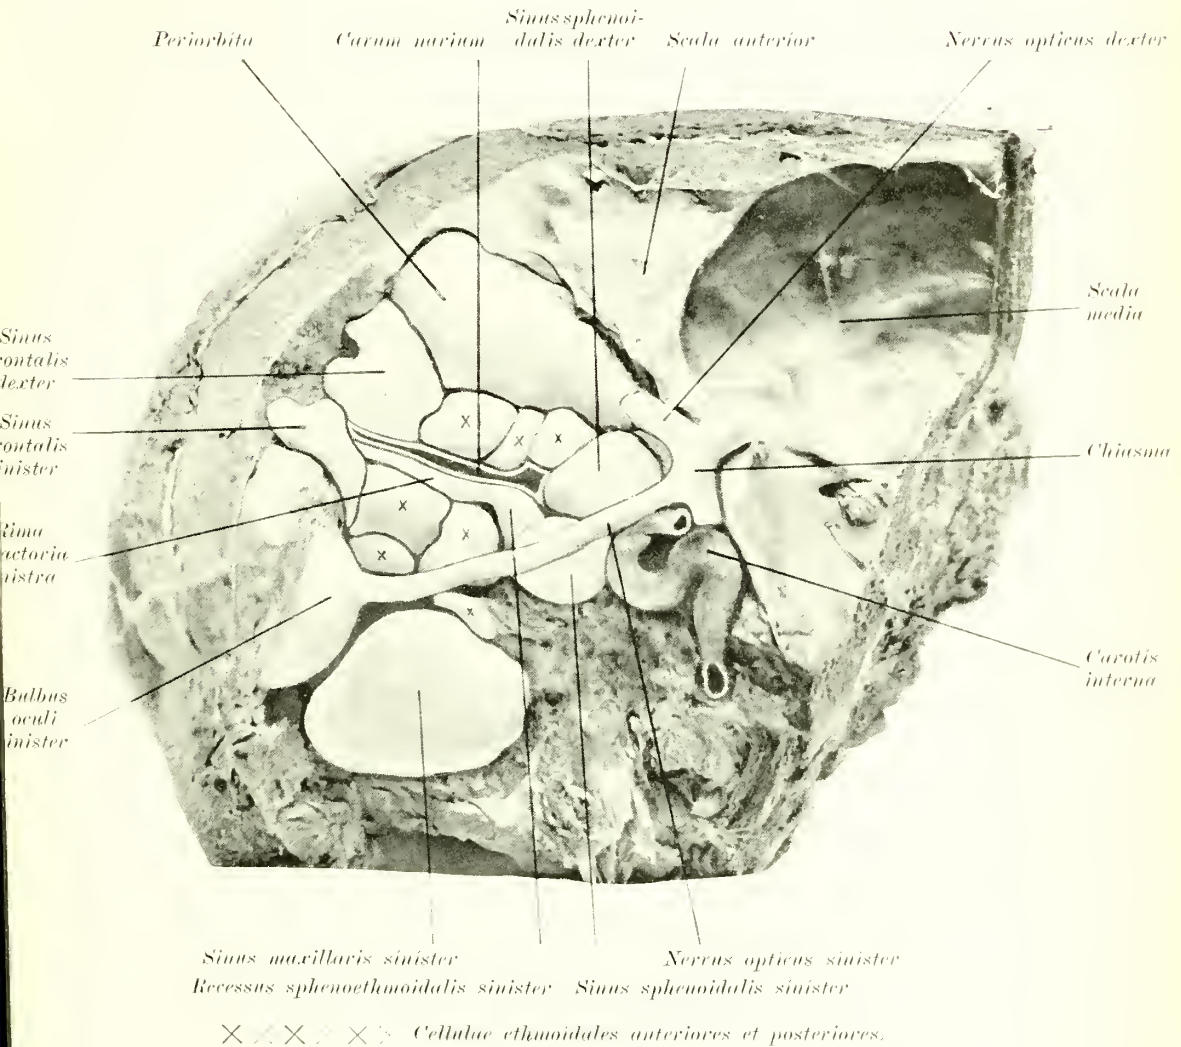 Sinus sphenoi-
Periorbita Cavum narium dalis dexter Scala anterior Nervus opticus dexter
Scala
media
Sinus
rontalis
dexter
Sinus
rontalis
inister
Chiasma
Rima
actoria
nistra
Carotis
interna
Bulbus
oculi
inister
Sinus maxillaris sinister Nervus opticus sinister
Recessus sphenoethmoidalis sinister Sinus sphenoidalis sinister
× × × × × × Cellulae ethmoidales anteriores et posteriores.